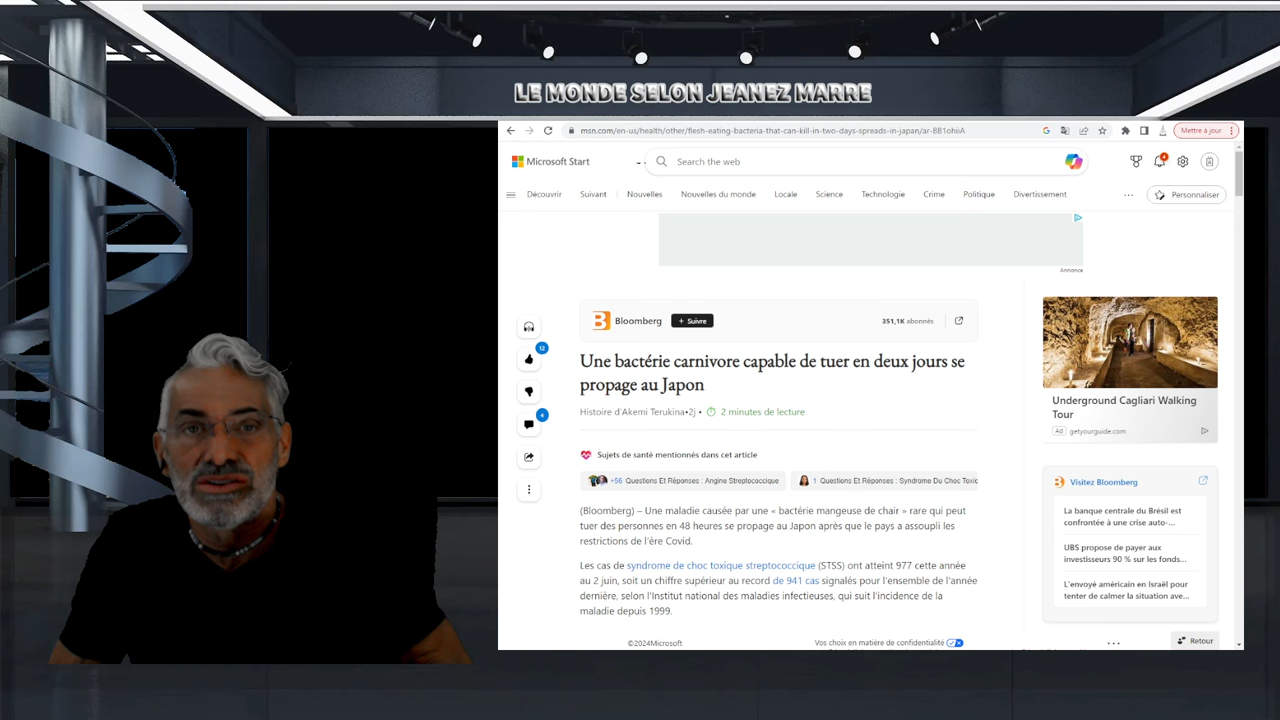 LE MONDE SELON JEANEZ MARRE
msn.com/en-us/health/other/flesh-eating-bacteria-that-can-kill-in-two-days-spreads-in-japan/ar-BB1ohiiA
Mettre à jour
Microsoft Start
Search the web
4
Découvrir Suivant Nouvelles Nouvelles du monde Locale Science Technologie Crime Politique Divertissement
Personnaliser
Annonce
Bloomberg
+ Suivre
351,1K abonnés
12
4
Une bactérie carnivore capable de tuer en deux jours se
propage au Japon
Histoire d'Akemi Terukina•2j • 2 minutes de lecture
Sujets de santé mentionnés dans cet article
+56 Questions Et Réponses : Angine Streptococcique
1 Questions Et Réponses : Syndrome Du Choc Toxic
(Bloomberg) – Une maladie causée par une « bactérie mangeuse de chair » rare qui peut
tuer des personnes en 48 heures se propage au Japon après que le pays a assoupli les
restrictions de l'ère Covid.
Les cas de syndrome de choc toxique streptococcique (STSS) ont atteint 977 cette année
au 2 juin, soit un chiffre supérieur au record de 941 cas signalés pour l'ensemble de l'année
dernière, selon l'Institut national des maladies infectieuses, qui suit l'incidence de la
maladie depuis 1999.
Underground Cagliari Walking
Tour
Ad getyourguide.com
Visitez Bloomberg
La banque centrale du Brésil est
confrontée à une crise auto-...
UBS propose de payer aux
investisseurs 90 % sur les fonds...
L'envoyé américain en Israël pour
tenter de calmer la situation ave...
©2024Microsoft
Vos choix en matière de confidentialité
...
Retour